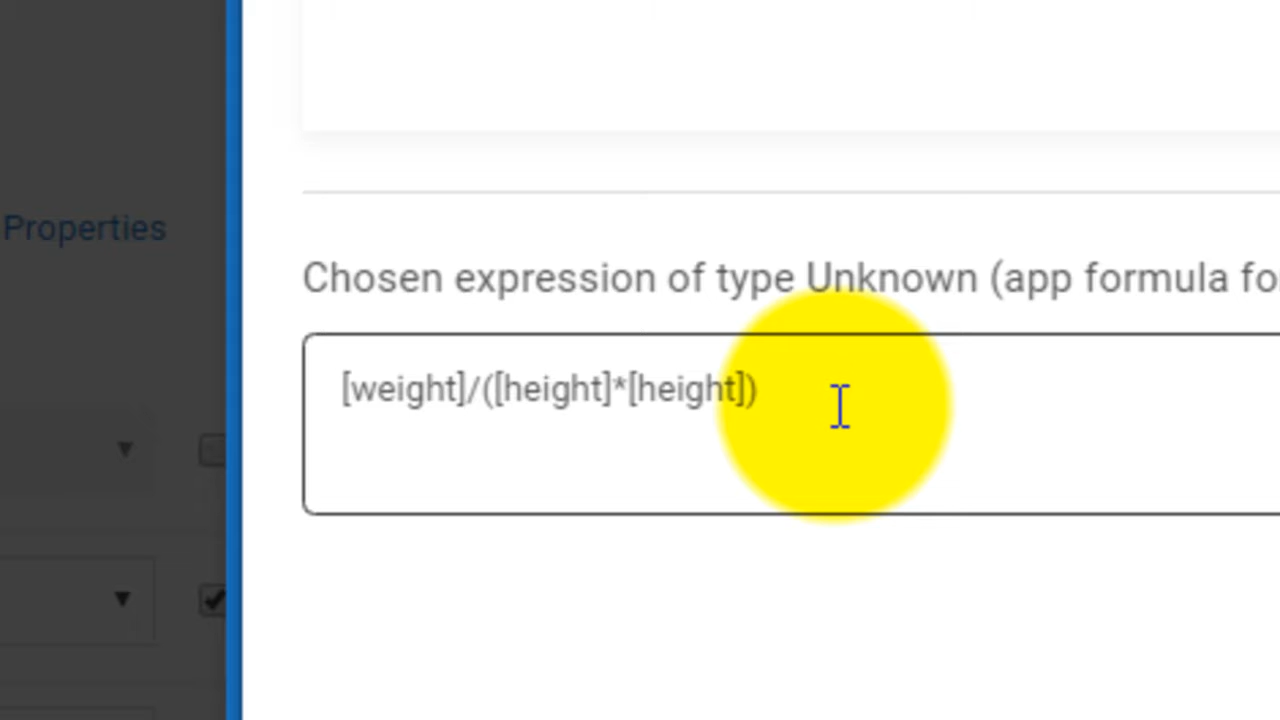 Properties
Chosen expression of type Unknown (app formula fo
[weight]/([height]*[height])